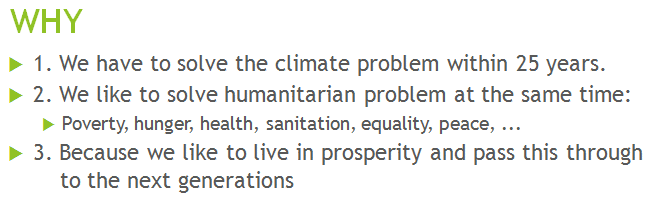 WHY
1. We have to solve the climate problem within 25 years.
2. We like to solve humanitarian problem at the same time:
Poverty, hunger, health, sanitation, equality, peace, ...
3. Because we like to live in prosperity and pass this through
to the next generations